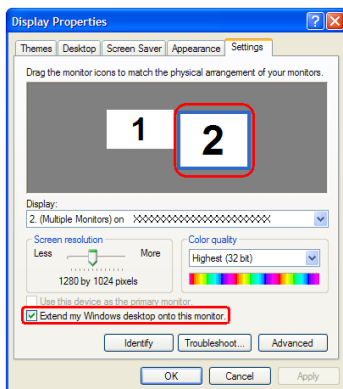 Display Properties
Themes Desktop Screen Saver Appearance Settings
Drag the monitor icons to match the physical arrangement of your monitors.
1 2
Display:
2. (Multiple Monitors) on XXXXXXXXXXXXXXXXXXXXXXX
Screen resolution Color quality
Less More Highest (32 bit)
1280 by 1024 pixels
Use this device as the primary monitor.
Extend my Windows desktop onto this monitor.
Identify Troubleshoot... Advanced
OK Cancel Apply